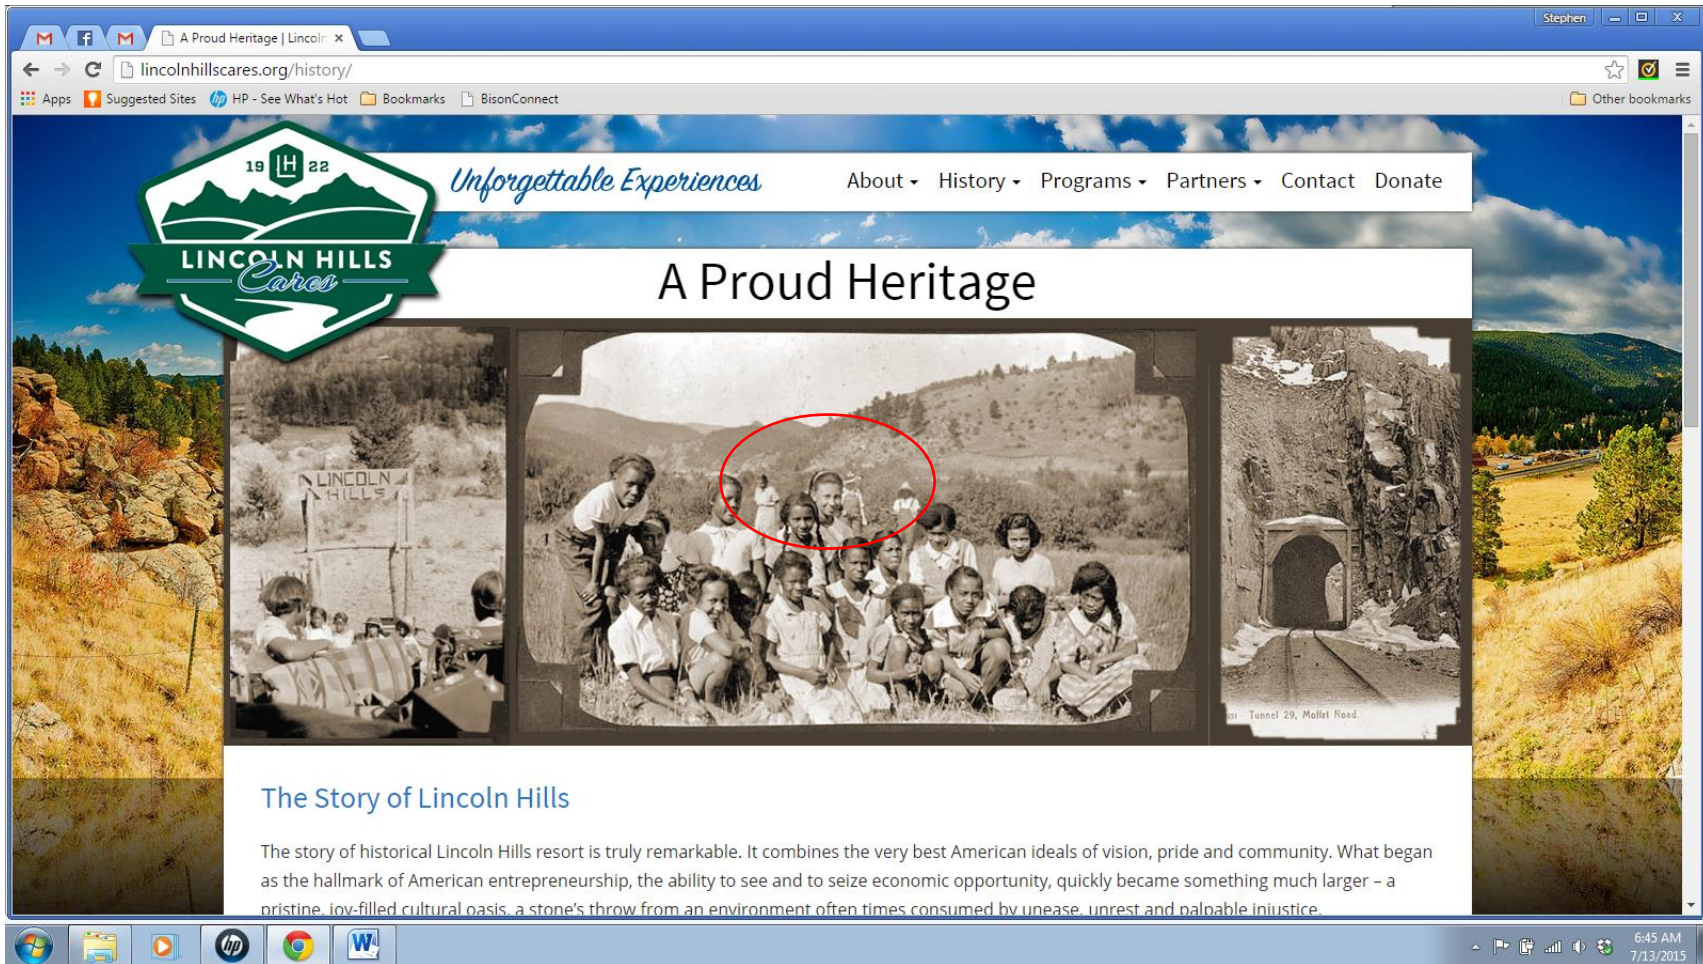 Stephen
A Proud Heritage | Lincoln
lincolnhillscares.org/history/
Apps Suggested Sites HP - See What's Hot Bookmarks BisonConnect Other bookmarks
19 LH 22
LINCOLN HILLS
Cares
Unforgettable Experiences
About History Programs Partners Contact Donate
A Proud Heritage
LINCOLN
HILLS
Tunnel 29, Moffat Road.
The Story of Lincoln Hills
The story of historical Lincoln Hills resort is truly remarkable. It combines the very best American ideals of vision, pride and community. What began
as the hallmark of American entrepreneurship, the ability to see and to seize economic opportunity, quickly became something much larger – a
pristine, joy-filled cultural oasis, a stone's throw from an environment often times consumed by unease, unrest and palpable injustice.
6:45 AM
7/13/2015